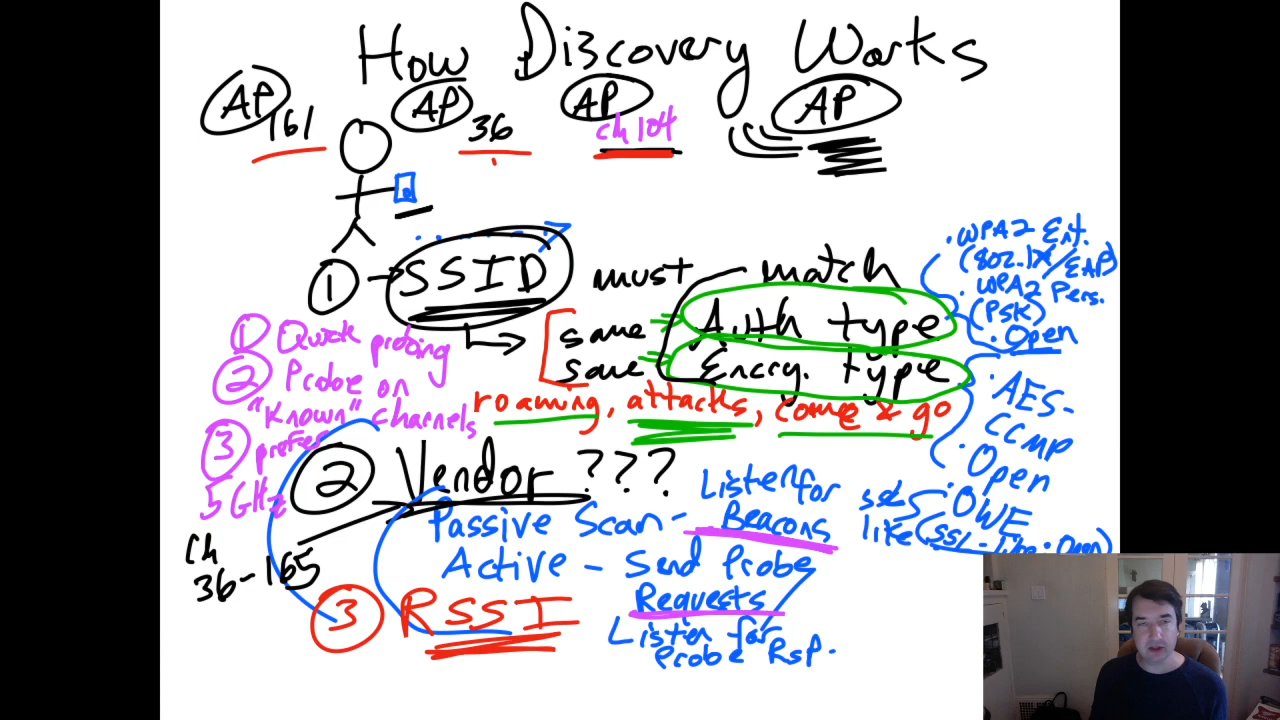 How Discovery Works
AP 161
AP 36
AP ch 104
AP
① SSID must match
same Auth type
same Encry. type
roaming, attacks, come & go
• WPA2 Ent.
(802.1X/EAP)
• WPA2 Pers.
(PSK)
• Open
• AES-
CCMP
• Open
• OWE
① Quick probing
② Probe on
"Known" channels
③ prefer
5GHz
② Vendor ???
Ch
36-165
Passive Scan - Listen for
Beacons
Active - Send Probe
Requests
Listen for
Probe Rsp.
③ RSSI